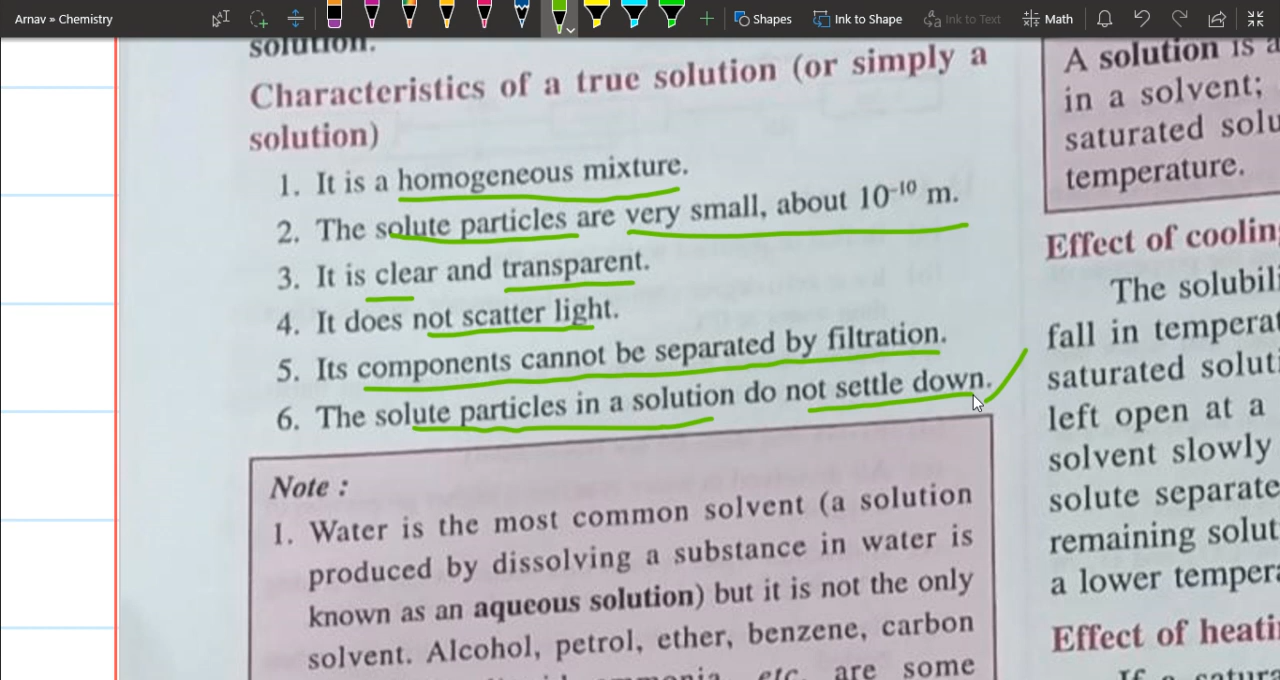 Arnav » Chemistry
Shapes
Ink to Shape
Ink to Text
Math
solution.
Characteristics of a true solution (or simply a
solution)
1. It is a homogeneous mixture.
2. The solute particles are very small, about 10⁻¹⁰ m.
3. It is clear and transparent.
4. It does not scatter light.
5. Its components cannot be separated by filtration.
6. The solute particles in a solution do not settle down.
Note :
1. Water is the most common solvent (a solution
produced by dissolving a substance in water is
known as an aqueous solution) but it is not the only
solvent. Alcohol, petrol, ether, benzene, carbon
etc. are some
A solution is a
in a solvent;
saturated solu
temperature.
Effect of coolin
The solubili
fall in tempera
saturated soluti
left open at a
solvent slowly
solute separate
remaining solut
a lower tempera
Effect of heati
If a satura